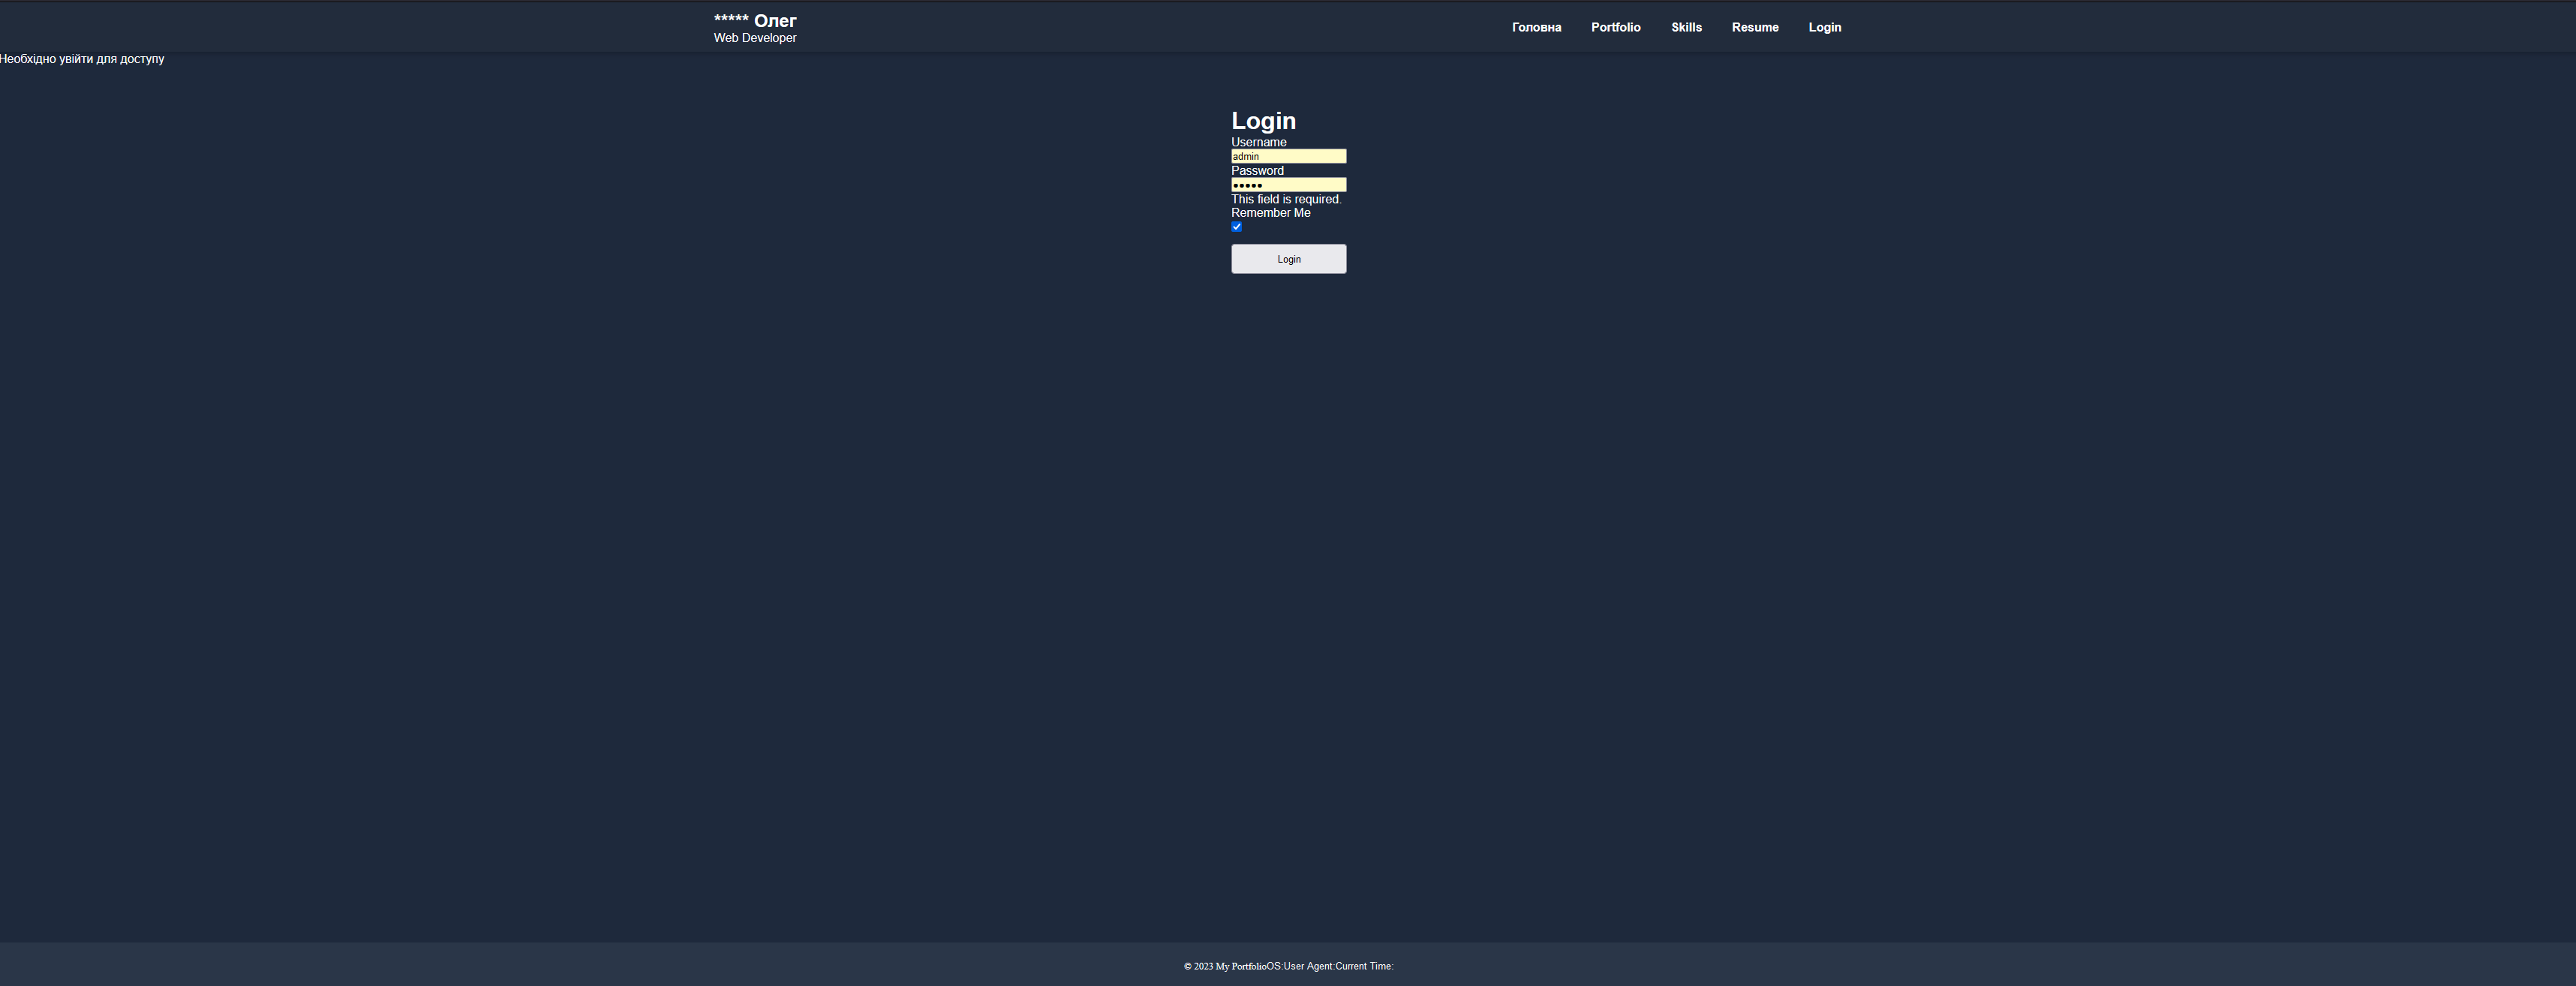 ***** Олег
Web Developer
Головна Portfolio Skills Resume Login
Необхідно увійти для доступу
Login
Username
admin
Password
•••••
This field is required.
Remember Me
Login
© 2023 My PortfolioOS:User Agent:Current Time: